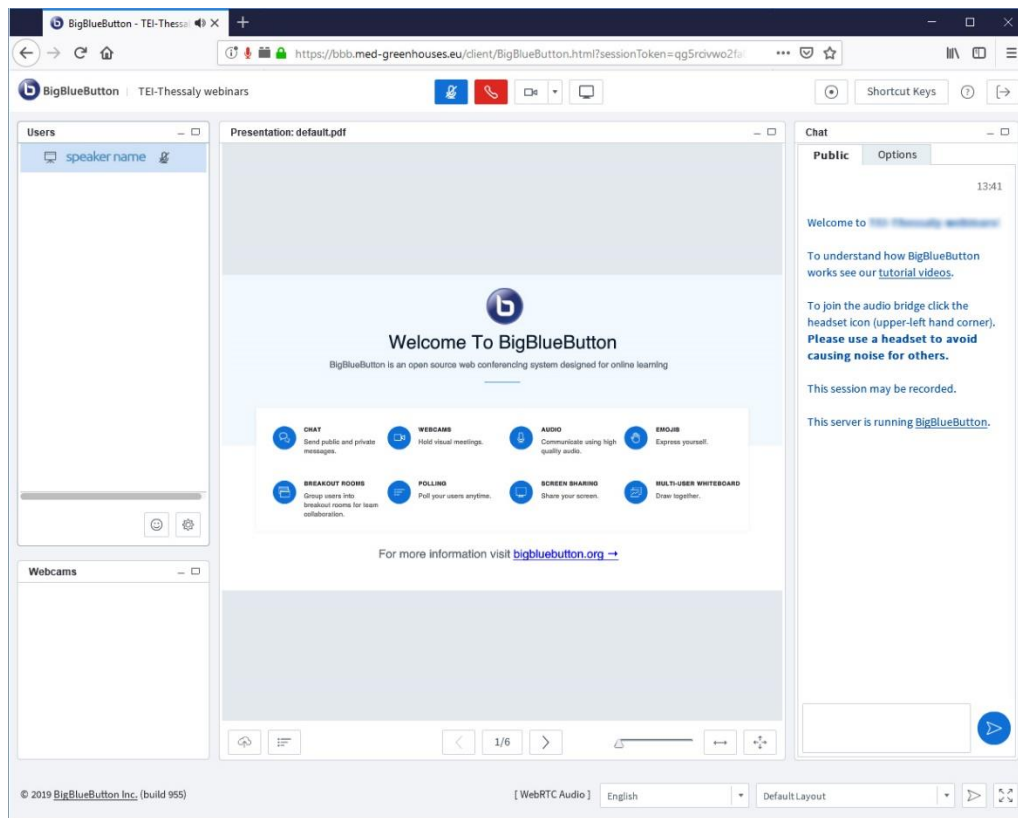 BigBlueButton - TEI-Thessa
https://bbb.med-greenhouses.eu/client/BigBlueButton.html?sessionToken=qg5rcivwo2fa
BigBlueButton | TEI-Thessaly webinars
Shortcut Keys
Users
speaker name
Webcams
Presentation: default.pdf
Welcome To BigBlueButton
BigBlueButton is an open source web conferencing system designed for online learning
CHAT
Send public and private
messages.
WEBCAMS
Hold visual meetings.
AUDIO
Communicate using high
quality audio.
EMOJIS
Express yourself.
BREAKOUT ROOMS
Group users into
breakout rooms for team
collaboration.
POLLING
Poll your users anytime.
SCREEN SHARING
Share your screen.
MULTI-USER WHITEBOARD
Draw together.
For more information visit bigbluebutton.org →
1/6
Chat
Public
Options
13:41
Welcome to
To understand how BigBlueButton
works see our tutorial videos.
To join the audio bridge click the
headset icon (upper-left hand corner).
Please use a headset to avoid
causing noise for others.
This session may be recorded.
This server is running BigBlueButton.
© 2019 BigBlueButton Inc. (build 955)
[ WebRTC Audio ]
English
Default Layout